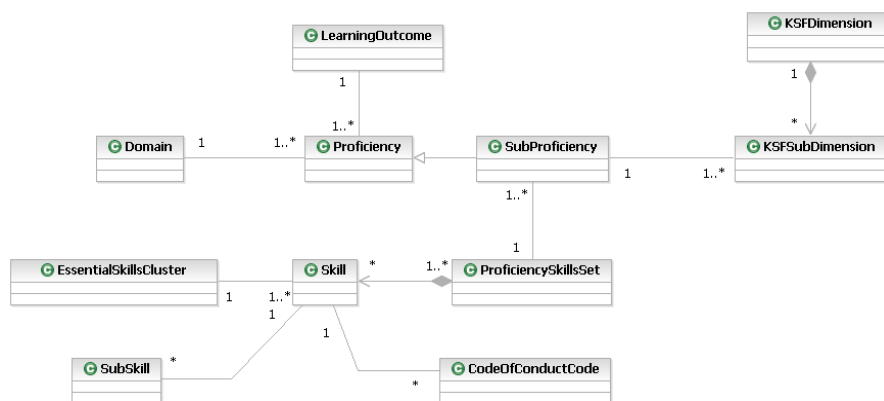 LearningOutcome
KSFDimension
1
1
1..*
*
Domain
1
1..*
Proficiency
SubProficiency
1
1..*
KSFSubDimension
1..*
1
EssentialSkillsCluster
1
1..*
Skill
*
1..*
ProficiencySkillsSet
1
1
SubSkill
*
*
CodeOfConductCode